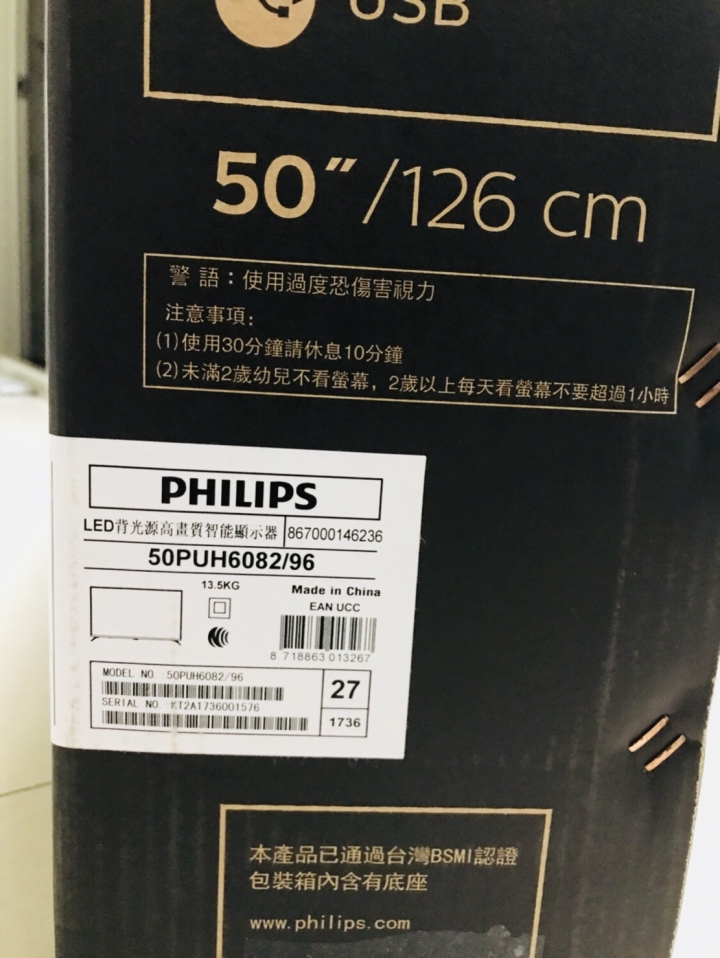 USB
50"/126 cm
警 語：使用過度恐傷害視力
注意事項：
(1)使用30分鐘請休息10分鐘
(2)未滿2歲幼兒不看螢幕，2歲以上每天看螢幕不要超過1小時
PHILIPS
LED背光源高畫質智能顯示器 867000146236
50PUH6082/96
13.5KG
Made in China
EAN UCC
8 718863 013267
MODEL NO. :50PUH6082/96
27
SERIAL NO. :KT2A1736001576
1736
本產品已通過台灣BSMI認證
包裝箱內含有底座
www.philips.com